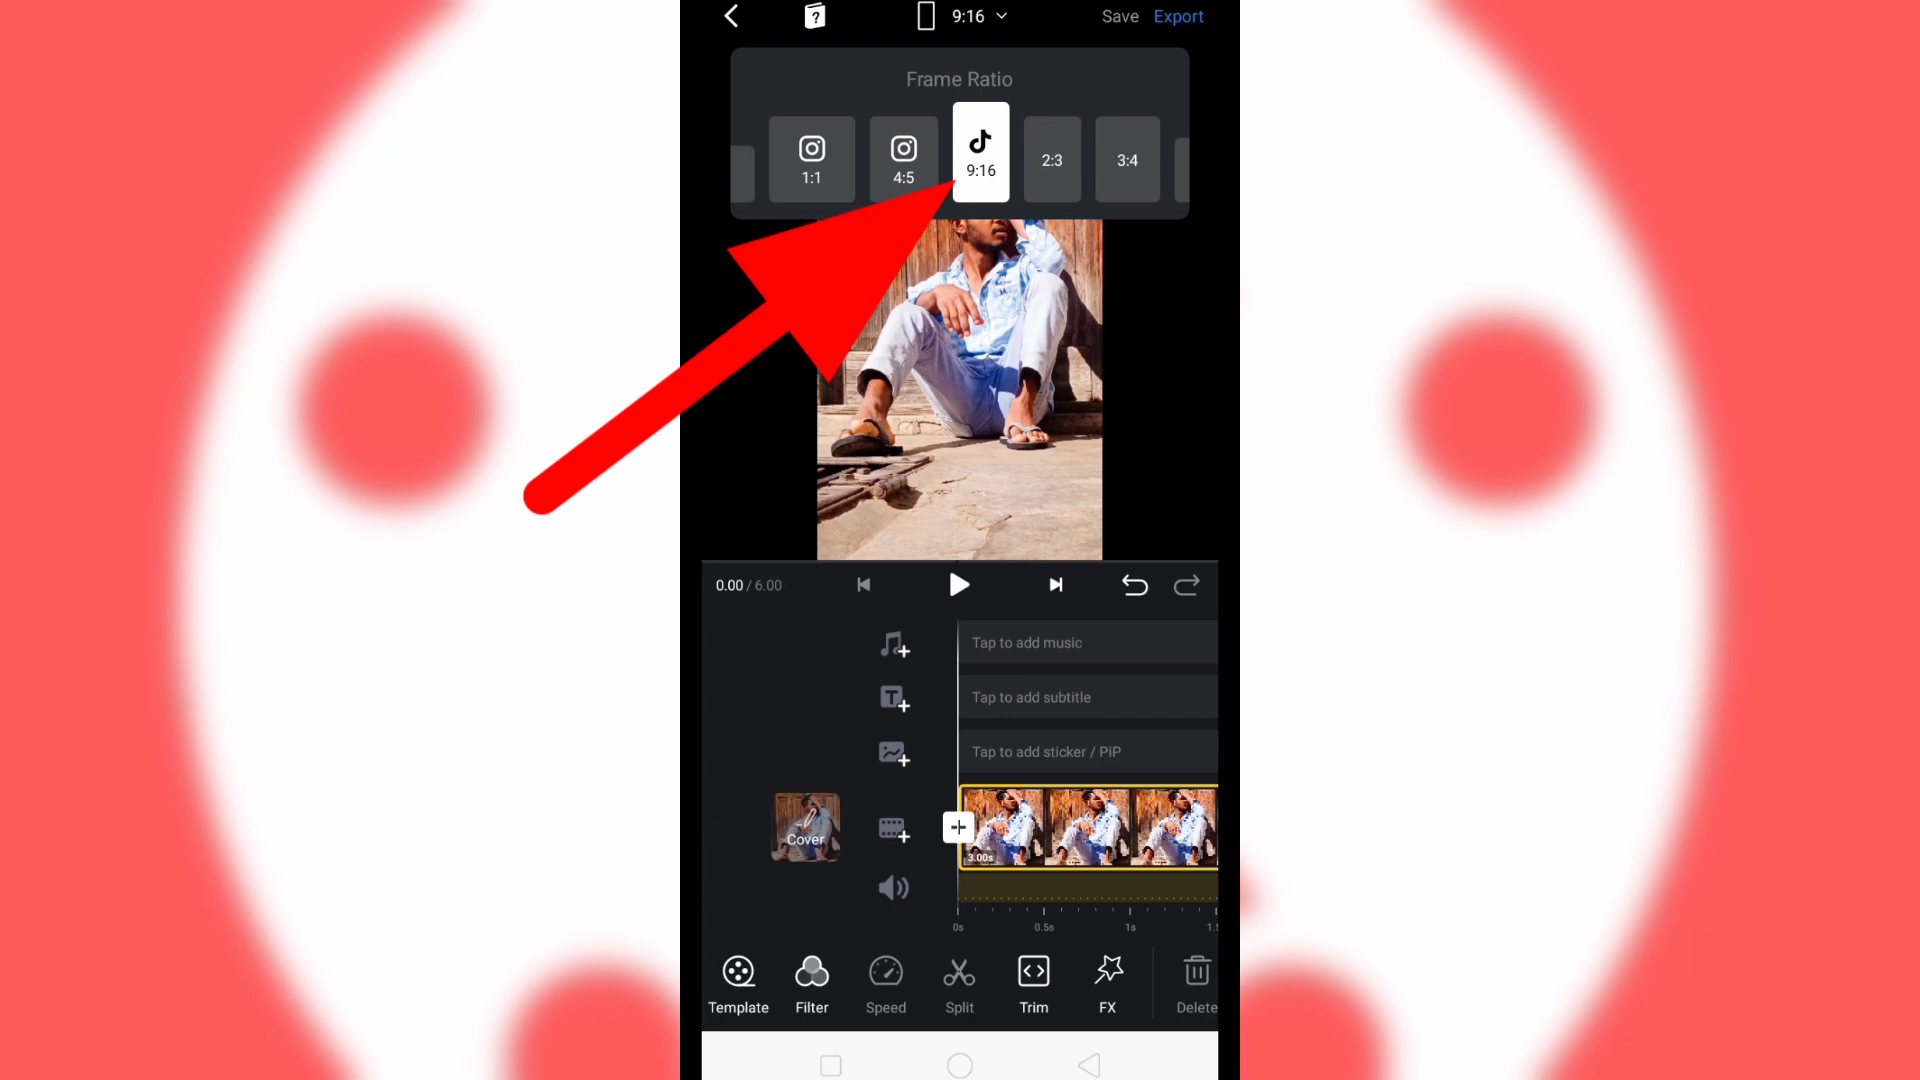 9:16
Save Export
Frame Ratio
1:1
4:5
9:16
2:3
3:4
0.00 / 6.00
Tap to add music
Tap to add subtitle
Tap to add sticker / PiP
Cover
3.00s
0s 0.5s 1s 1.5
Template Filter Speed Split Trim FX Delete